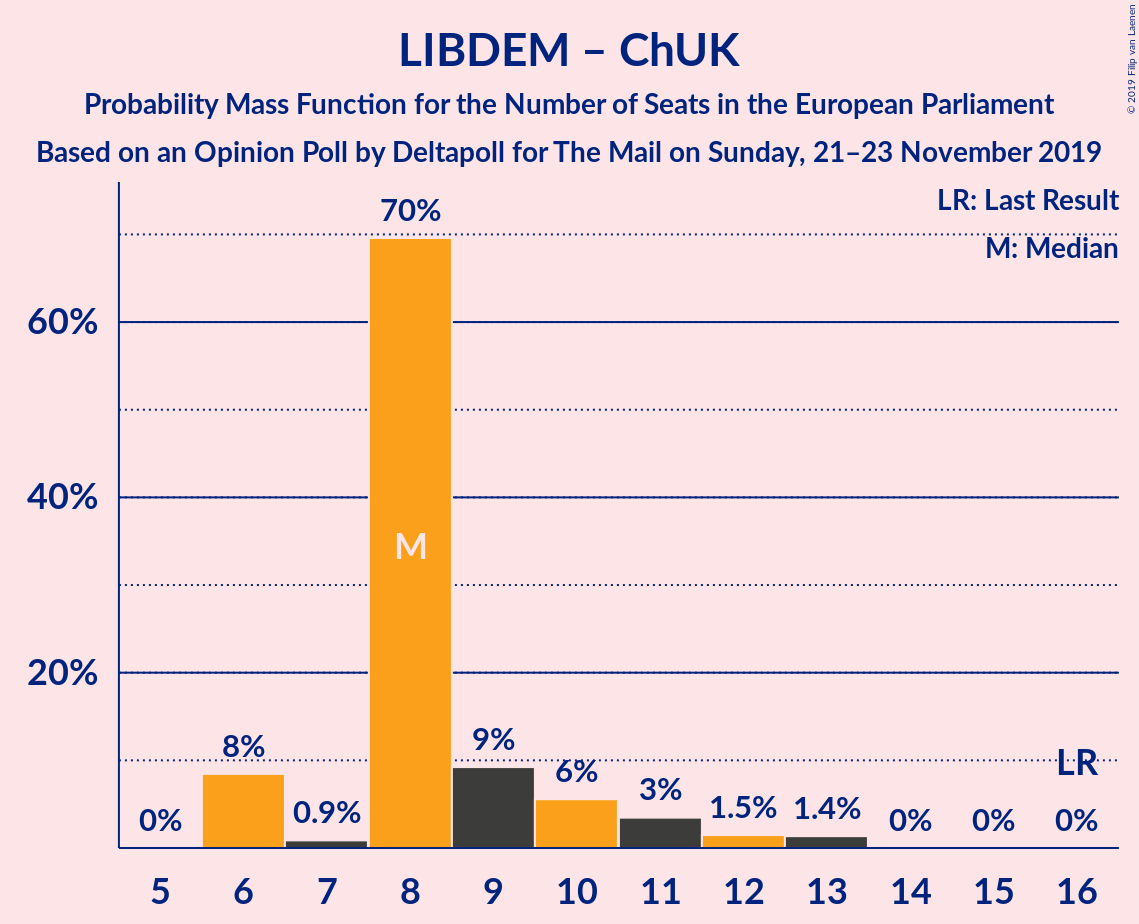 LIBDEM – ChUK
Probability Mass Function for the Number of Seats in the European Parliament
Based on an Opinion Poll by Deltapoll for The Mail on Sunday, 21–23 November 2019
© 2019 Filip van Laenen
LR: Last Result
M: Median
70%
60%
40%
M
20%
0%
8%
0.9%
9%
6%
3%
1.5%
1.4%
0%
0%
LR
0%
5 6 7 8 9 10 11 12 13 14 15 16